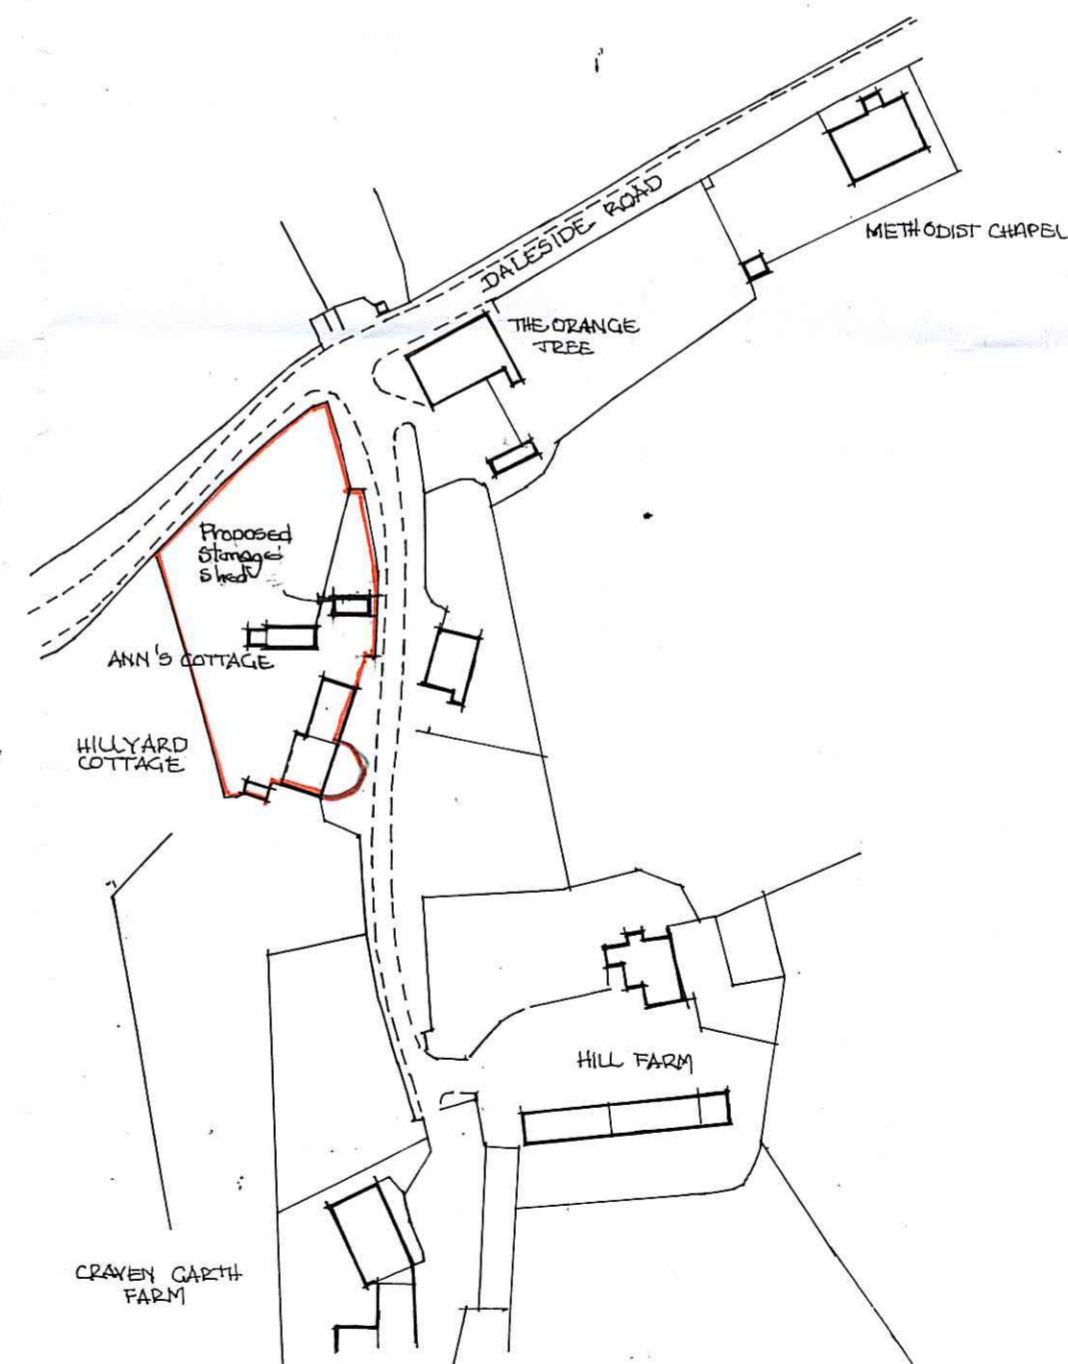 DALESIDE ROAD
METHODIST CHAPEL
THE ORANGE
TREE
Proposed
Storage
Shed
ANN'S COTTAGE
HILLYARD
COTTAGE
HILL FARM
CRAVEN GARTH
FARM